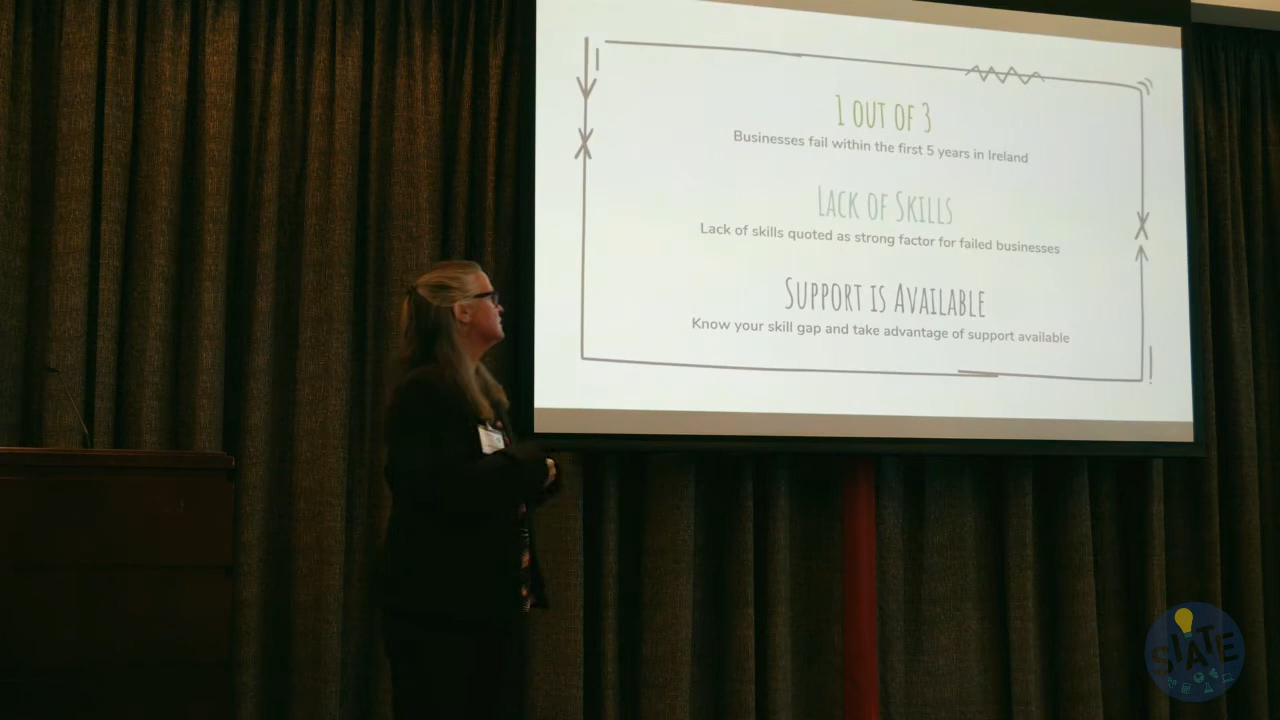 1 OUT OF 3
Businesses fail within the first 5 years in Ireland
LACK OF SKILLS
Lack of skills quoted as strong factor for failed businesses
SUPPORT IS AVAILABLE
Know your skill gap and take advantage of support available
STATE